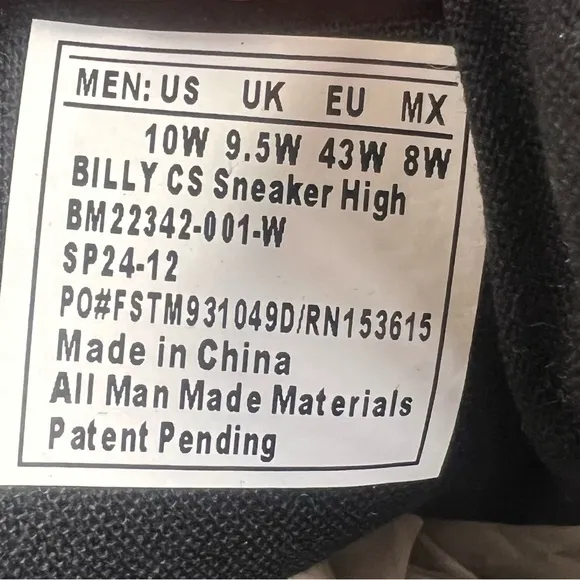 MEN: US UK EU MX
10W 9.5W 43W 8W
BILLY CS Sneaker High
BM22342-001-W
SP24-12
PO#FSTM931049D/RN153615
Made in China
All Man Made Materials
Patent Pending